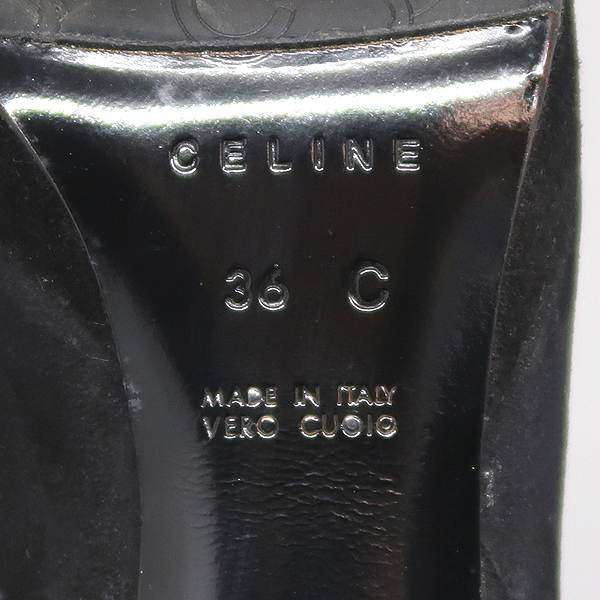 CELINE
36 C
MADE IN ITALY
VERO CUOIO